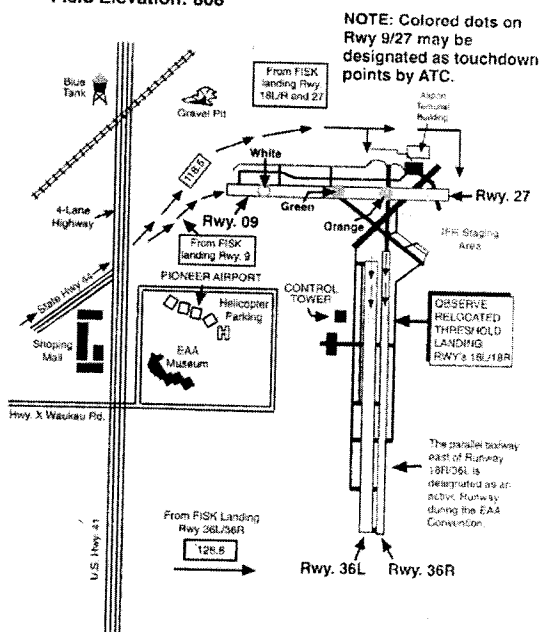 Field Elevation: 808
NOTE: Colored dots on
Rwy 9/27 may be
designated as touchdown
points by ATC.
Blue
Tank
Gravel Pit
From FISK
landing Rwy
18L/R and 27
Airport
Terminal
Building
118.5
White
4-Lane
Highway
Green
Rwy. 09
Orange
Rwy. 27
From FISK
landing Rwy. 9
IFR Staging
Area
State Hwy 44
PIONEER AIRPORT
Helicopter
Parking
H
CONTROL
TOWER
OBSERVE
RELOCATED
THRESHOLD
LANDING
RWY's 18L/18R
Shoping
Mall
EAA
Museum
Hwy. X Waukau Rd.
The parallel taxiway
east of Runway
18R/36L is
designated as an
active Runway
during the EAA
Convention.
From FISK Landing
Rwy 36L/36R
126.6
U.S. Hwy. 41
Rwy. 36L
Rwy. 36R